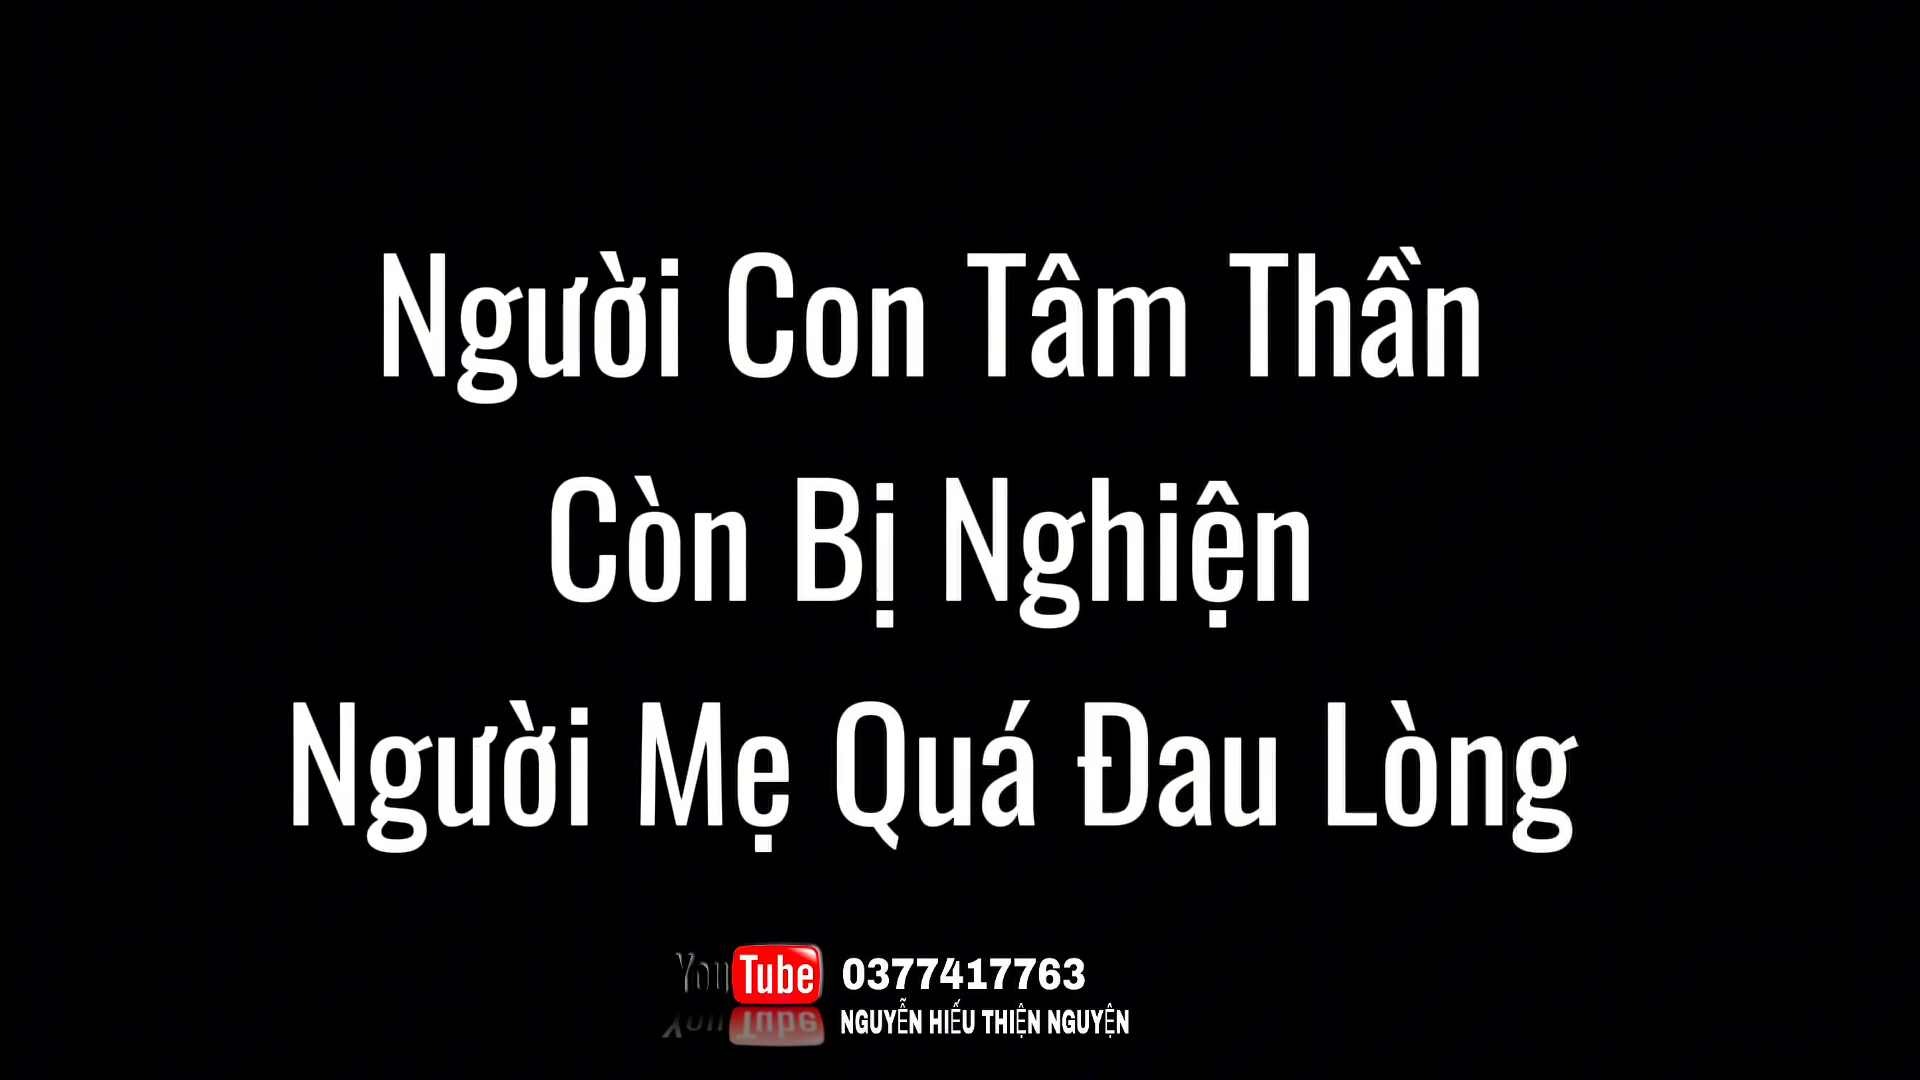 Người Con Tâm Thần
Còn Bị Nghiện
Người Mẹ Quá Đau Lòng
YouTube 0377417763
NGUYỄN HIẾU THIỆN NGUYỆN